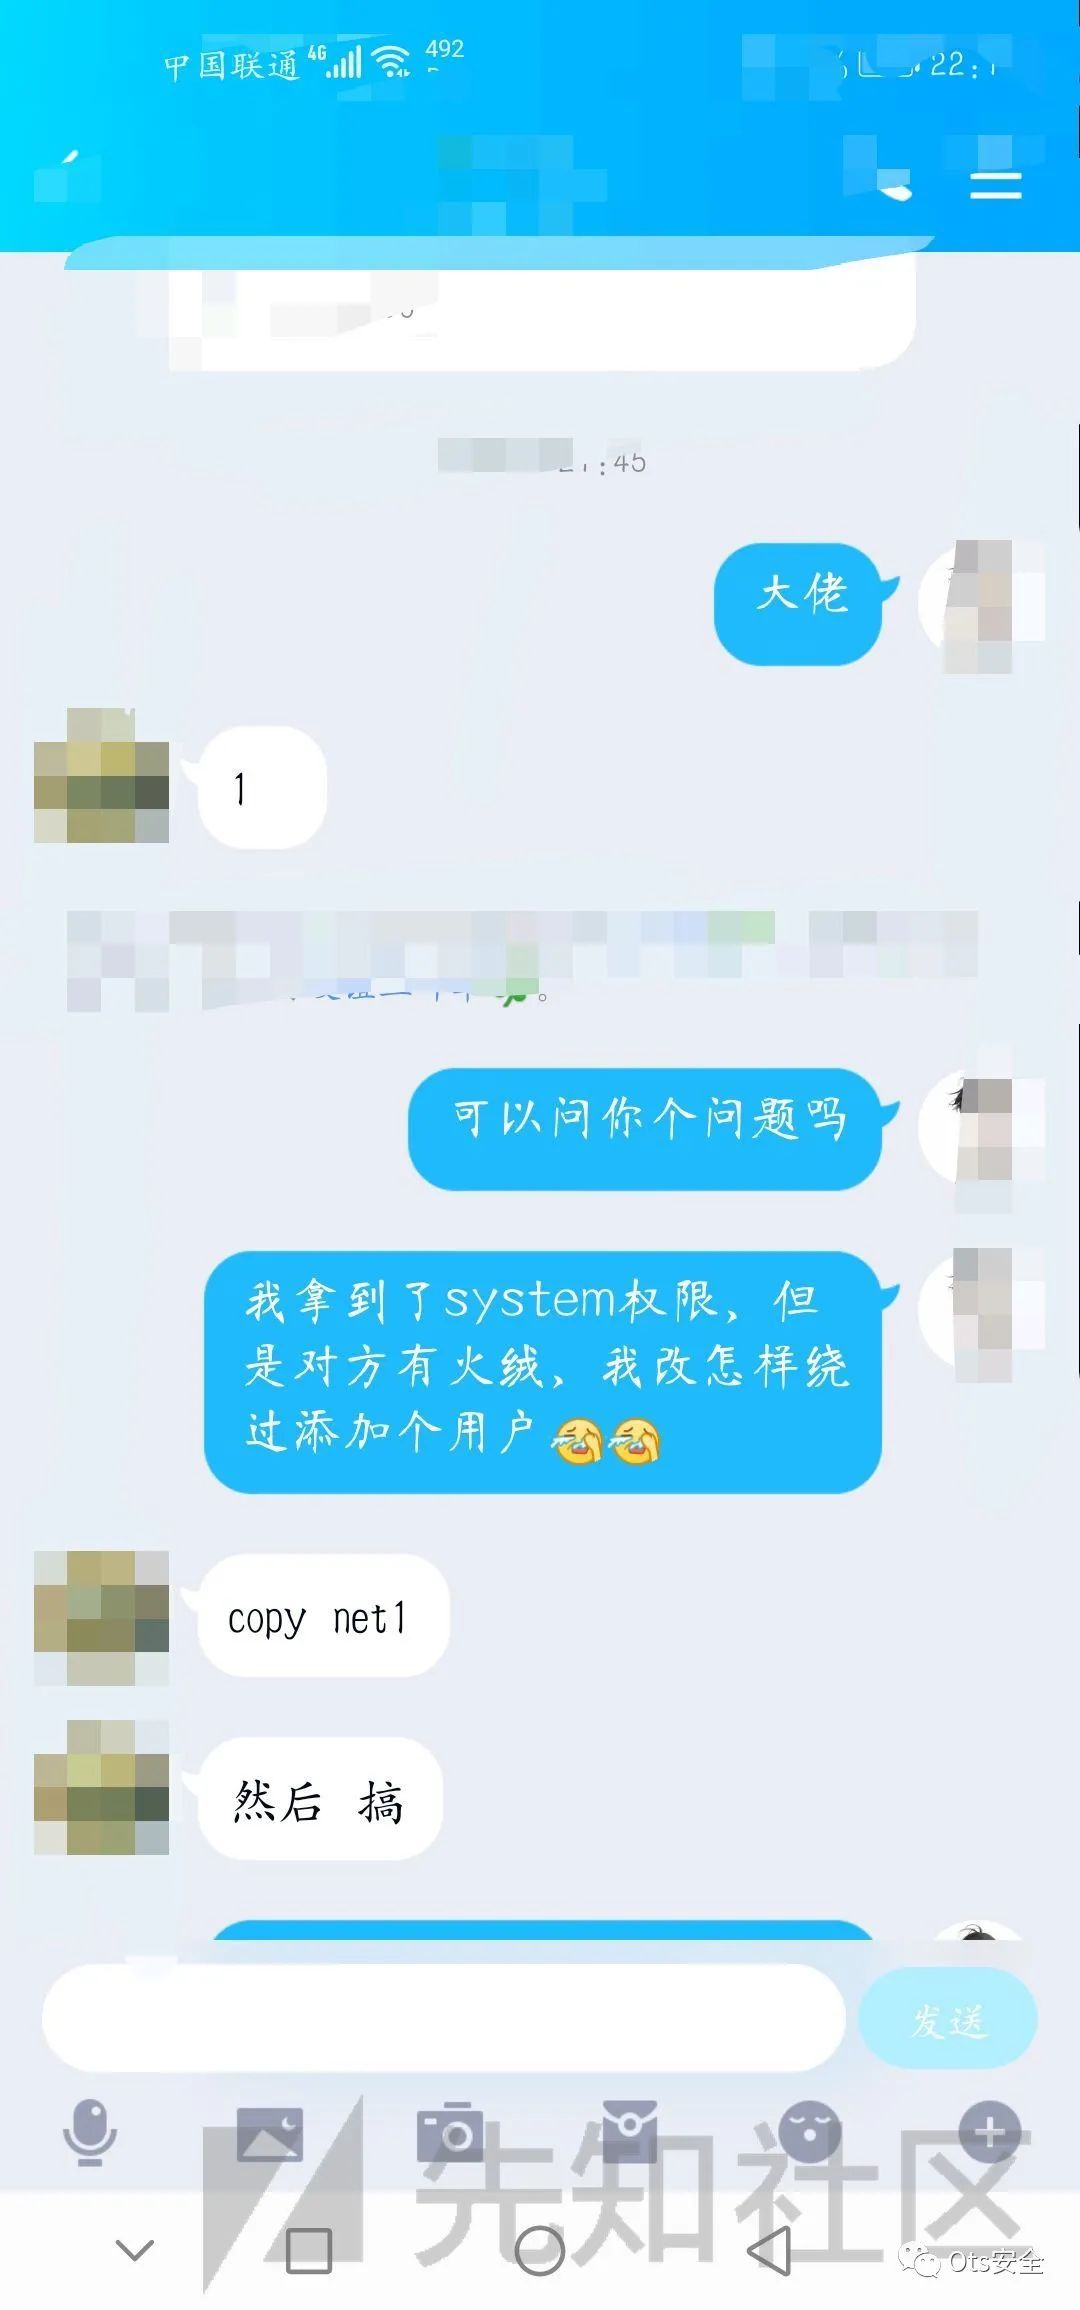 中国联通 4G 492
22:1
:45
大佬
1
可以问你个问题吗
我拿到了system权限，但
是对方有火绒，我改怎样绕
过添加个用户
copy net1
然后 搞
发送
先知社区
Ots安全